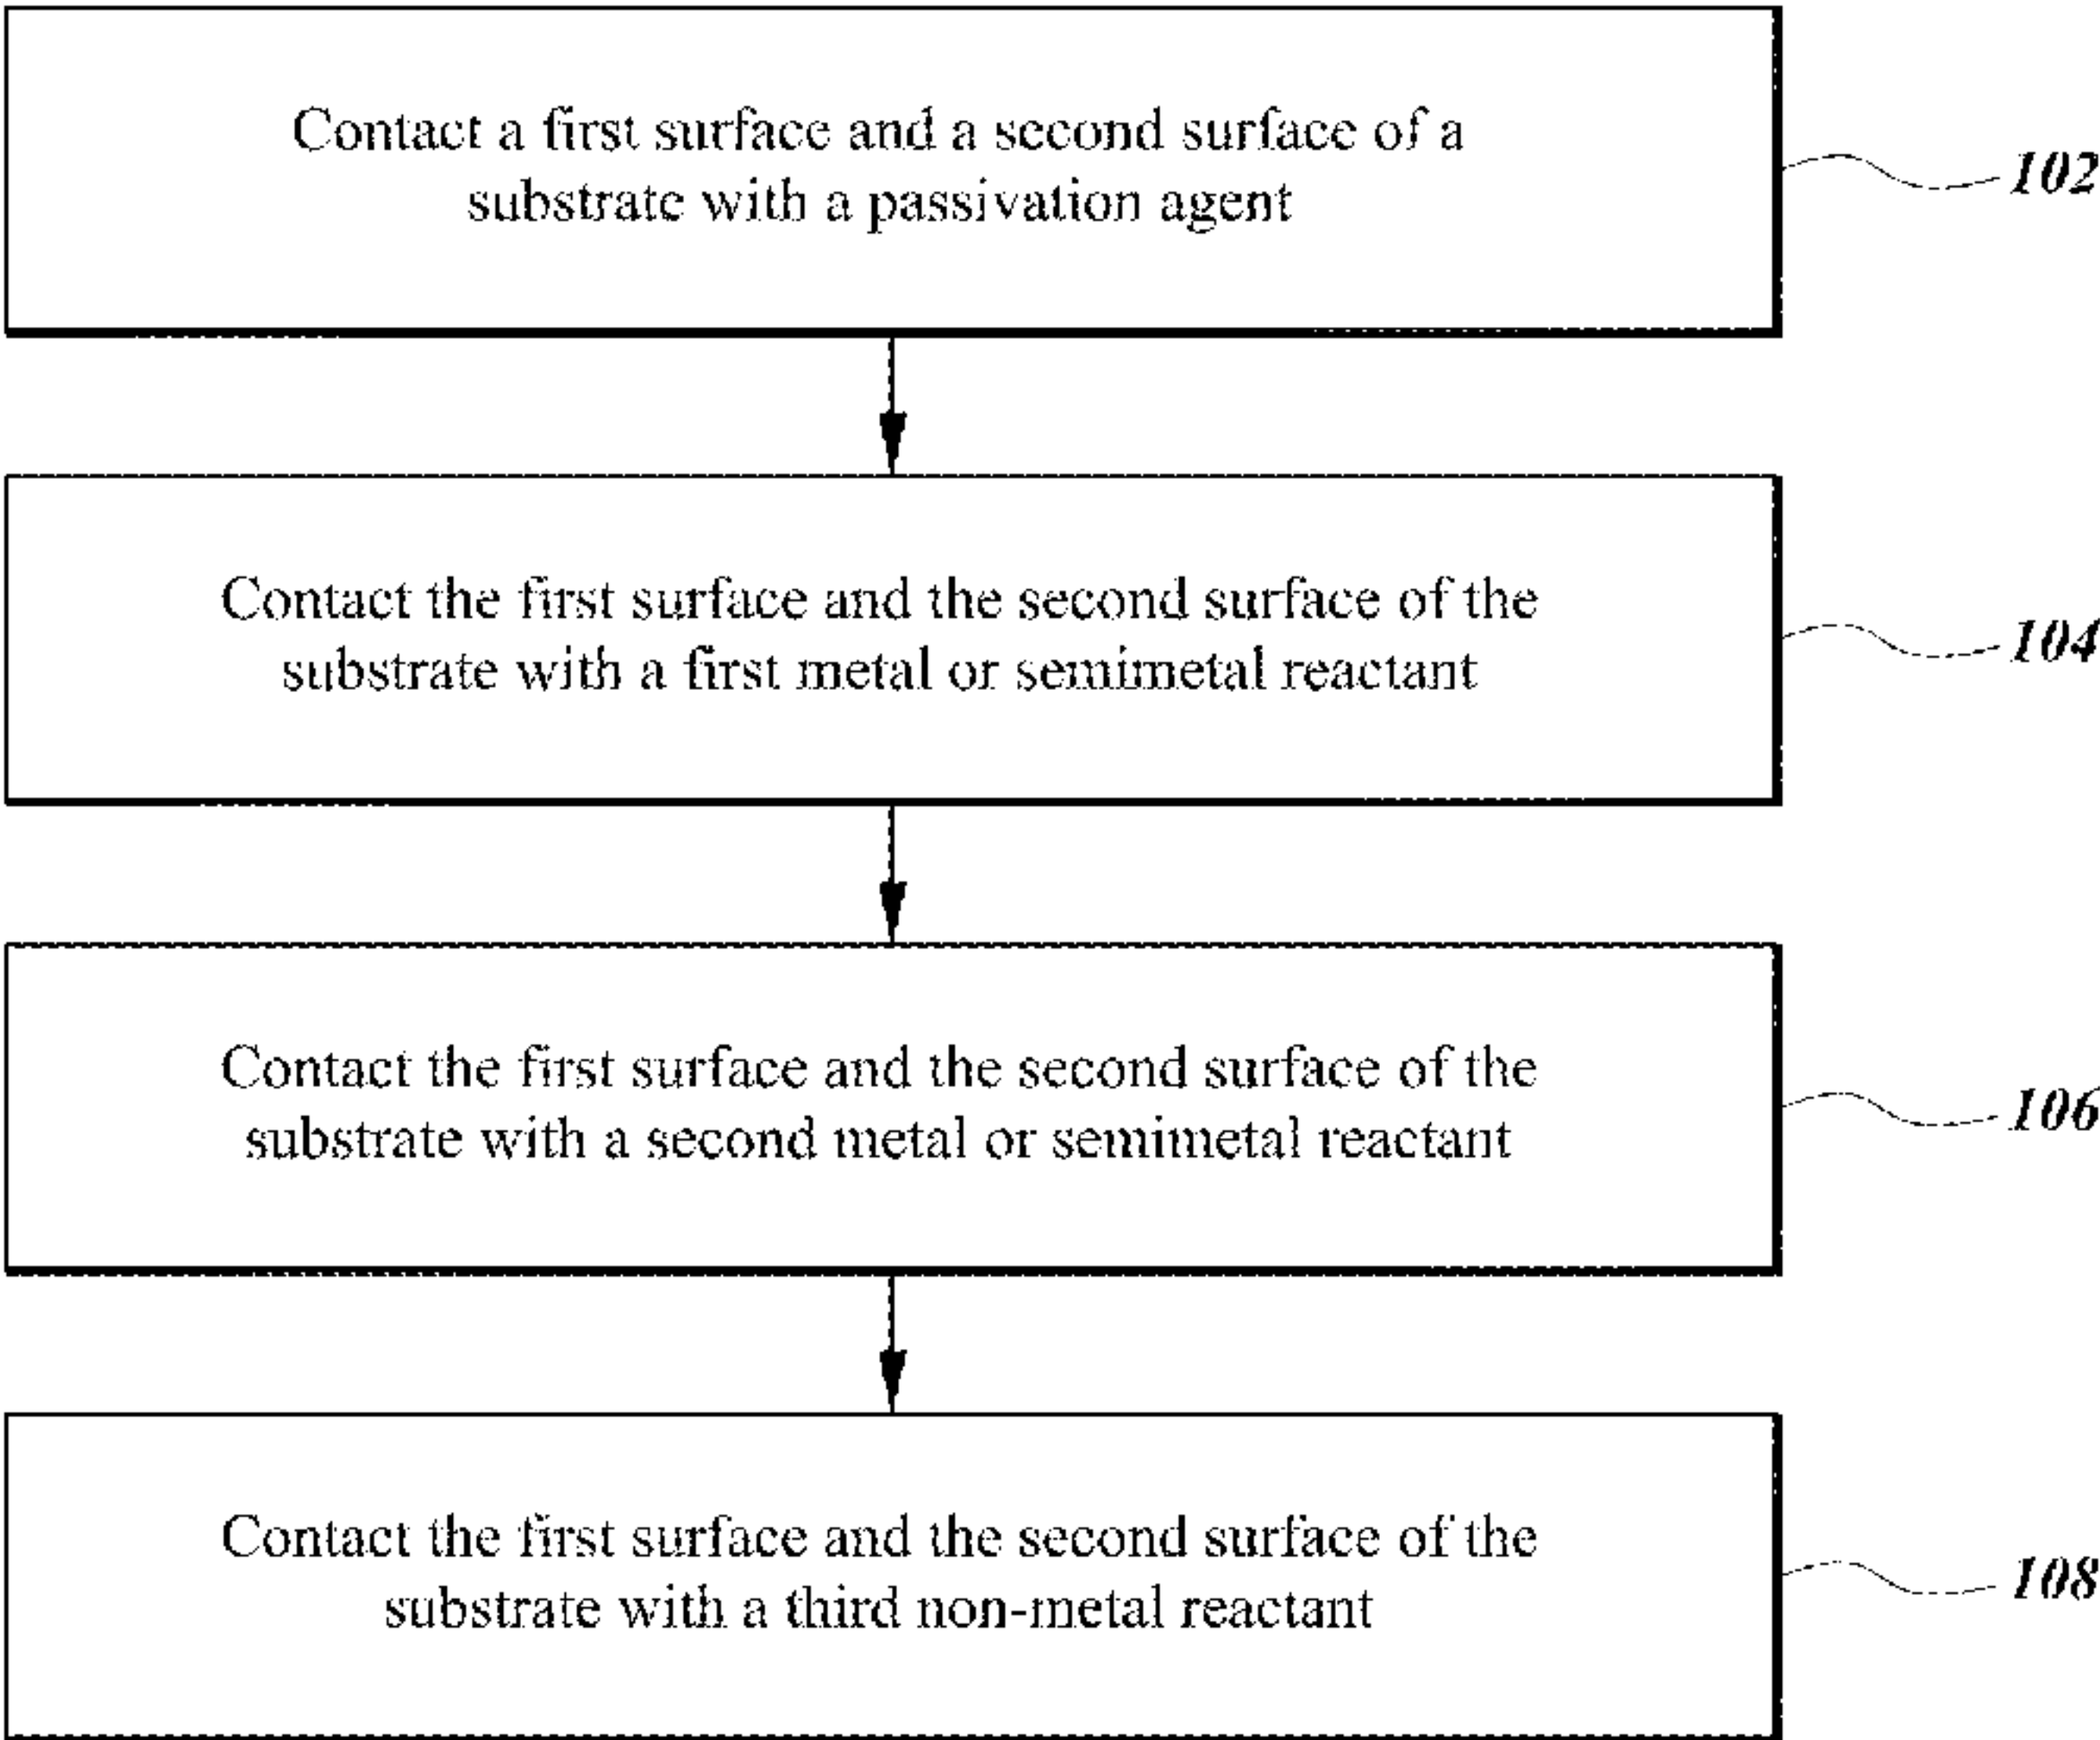 Contact a first surface and a second surface of a
substrate with a passivation agent
102
Contact the first surface and the second surface of the
substrate with a first metal or semimetal reactant
104
Contact the first surface and the second surface of the
substrate with a second metal or semimetal reactant
106
Contact the first surface and the second surface of the
substrate with a third non-metal reactant
108